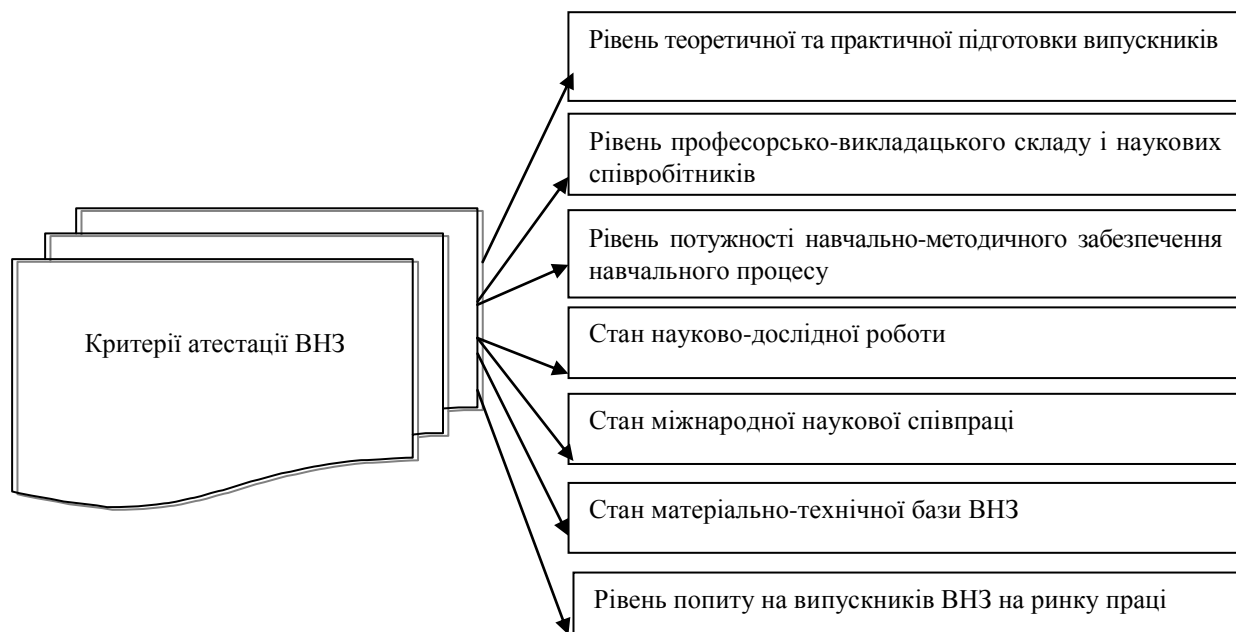 Рівень теоретичної та практичної підготовки випускників
Рівень професорсько-викладацького складу і наукових
співробітників
Рівень потужності навчально-методичного забезпечення
навчального процесу
Критерії атестації ВНЗ
Стан науково-дослідної роботи
Стан міжнародної наукової співпраці
Стан матеріально-технічної бази ВНЗ
Рівень попиту на випускників ВНЗ на ринку праці